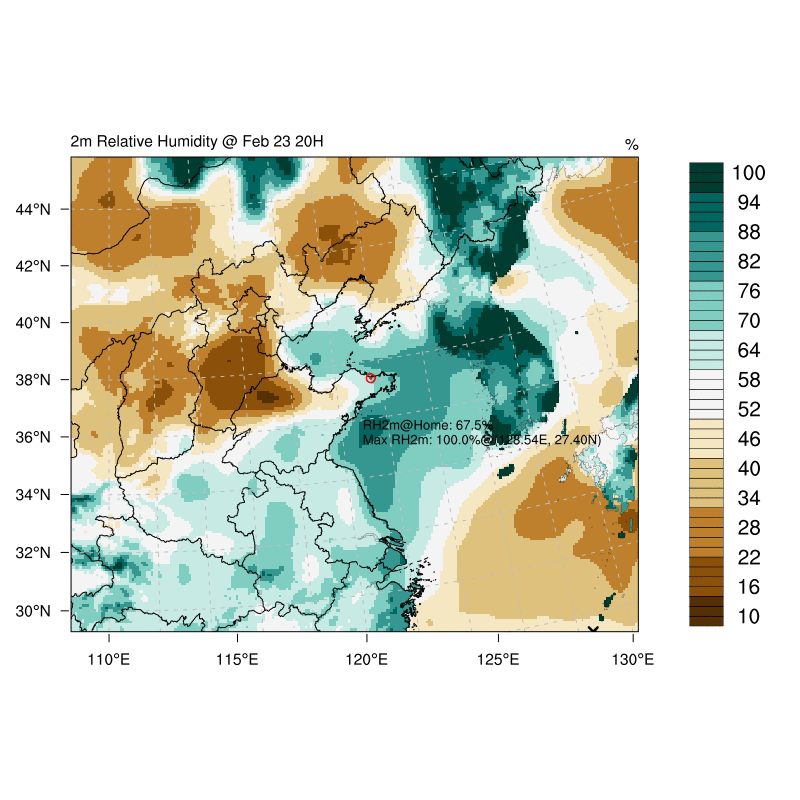 2m Relative Humidity @ Feb 23 20H
%
44°N
42°N
40°N
38°N
36°N
34°N
32°N
30°N
110°E
115°E
120°E
125°E
130°E
RH2m@Home: 67.5%
Max RH2m: 100.0%@(128.54E, 27.40N)
100
94
88
82
76
70
64
58
52
46
40
34
28
22
16
10